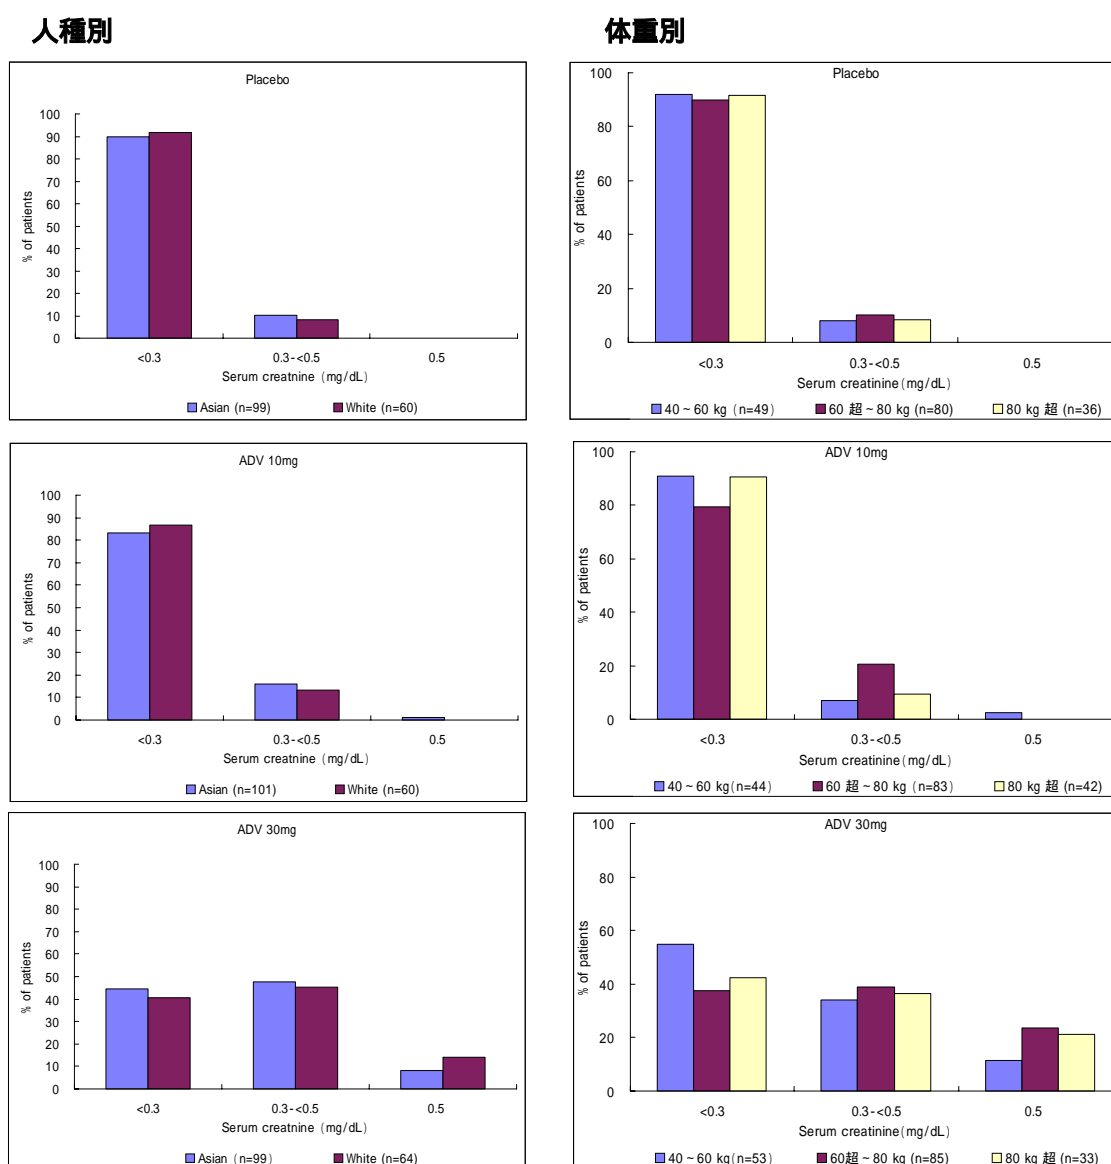 人種別
Placebo
100
90
80
70
60
50
40
30
20
10
0
% of patients
<0.3
0.3-<0.5
0.5
Serum creatnine (mg/dL)
Asian (n=99)
White (n=60)
ADV 10mg
100
90
80
70
60
50
40
30
20
10
0
% of patients
<0.3
0.3-<0.5
0.5
Serum creatnine (mg/dL)
Asian (n=101)
White (n=60)
ADV 30mg
100
90
80
70
60
50
40
30
20
10
0
% of patients
<0.3
0.3-<0.5
0.5
Serum creatnine (mg/dL)
Asian (n=99)
White (n=64)
体重別
Placebo
100
80
60
40
20
0
% of patients
<0.3
0.3-<0.5
0.5
Serum creatinine(mg/dL)
40~60 kg (n=49)
60 超~80 kg (n=80)
80 kg 超 (n=36)
ADV 10mg
100
80
60
40
20
0
% of patients
<0.3
0.3-<0.5
0.5
Serum creatinine(mg/dL)
40~60 kg(n=44)
60 超~80 kg (n=83)
80 kg 超 (n=42)
ADV 30mg
100
80
60
40
20
0
% of patients
<0.3
0.3-<0.5
0.5
Serum creatinine(mg/dL)
40~60 kg(n=53)
60超~80 kg (n=85)
80 kg 超 (n=33)